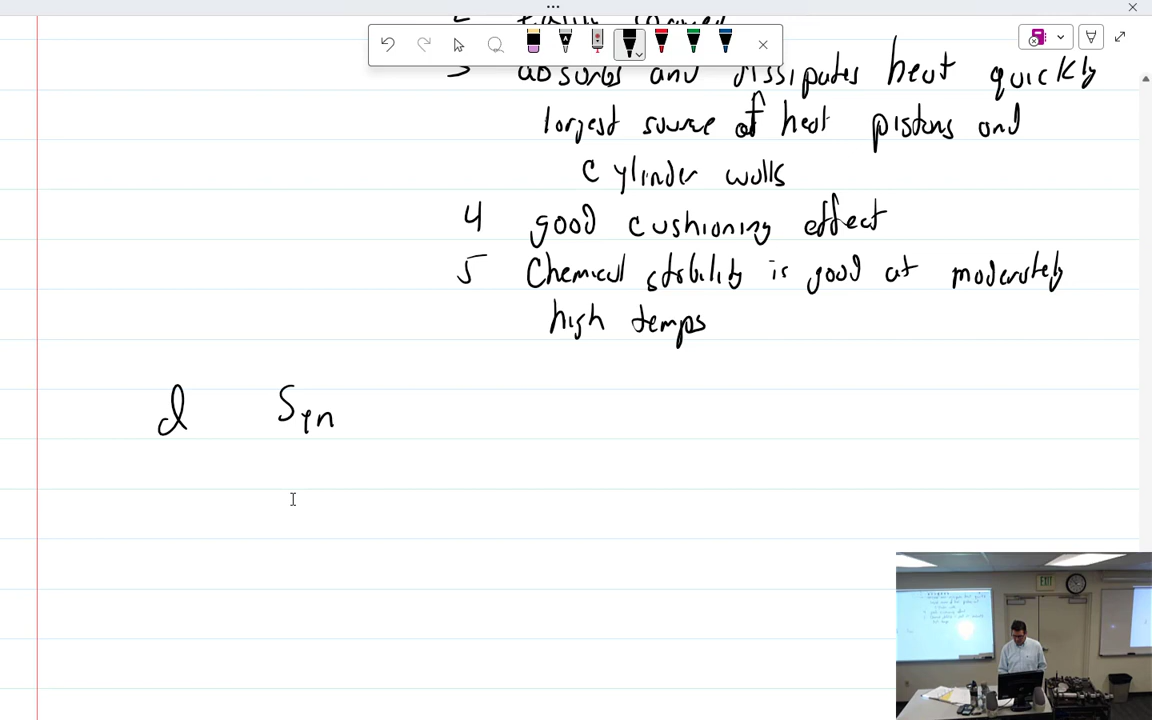 3 absorbs and dissipates heat quickly
largest source of heat pistons and
cylinder walls
4 good cushioning effect
5 Chemical stability is good at moderately
high temps
d Syn
EXIT